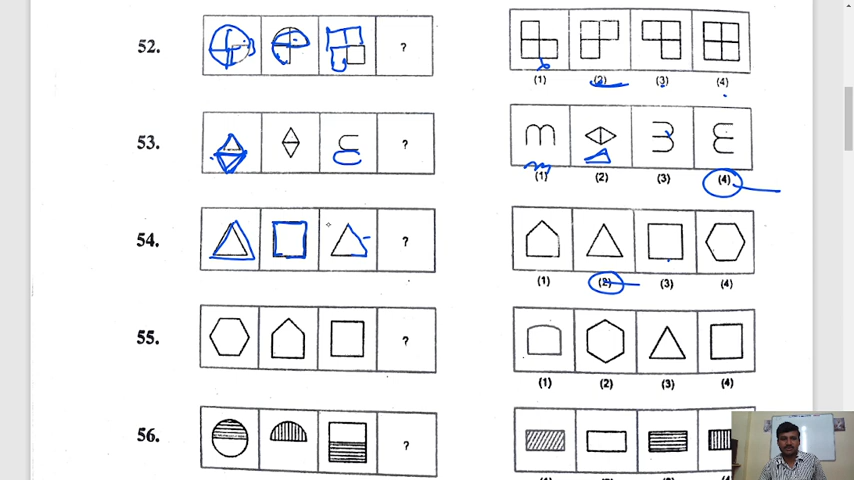 52.
?
(1) (2) (3) (4)
53.
?
(1) (2) (3) (4)
54.
?
(1) (2) (3) (4)
55.
?
(1) (2) (3) (4)
56.
?